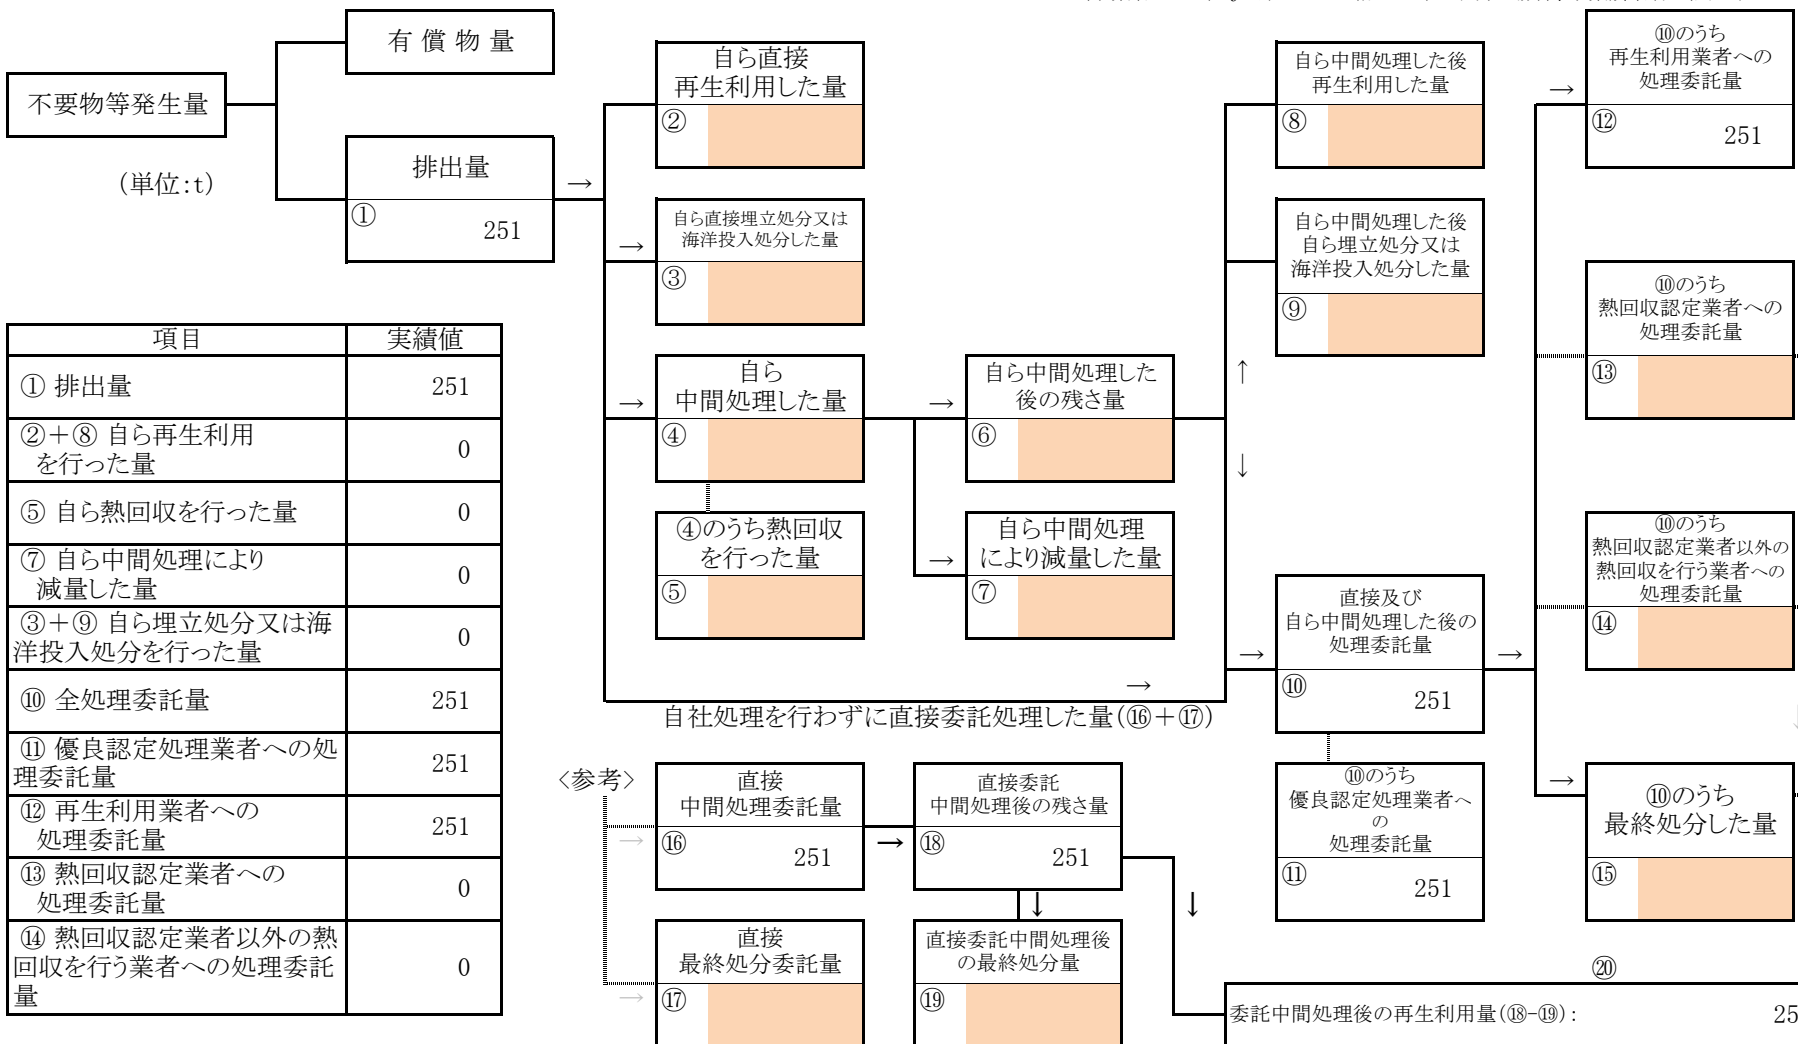 有償物量
不要物等発生量
(単位:t)
排出量
①
251
→
自ら直接
再生利用した量
②
自ら直接埋立処分又は
海洋投入処分した量
→
③
自ら
中間処理した量
→
④
④のうち熱回収
を行った量
⑤
→
自ら中間処理した
後の残さ量
⑥
→
自ら中間処理
により減量した量
⑦
自ら中間処理した後
再生利用した量
⑧
自ら中間処理した後
自ら埋立処分又は
海洋投入処分した量
⑨
↑
↓
→
自社処理を行わずに直接委託処理した量(⑯+⑰)
→
直接及び
自ら中間処理した後の
処理委託量
⑩
251
⑩のうち
優良認定処理業者へ
の
処理委託量
⑪
251
→
→
⑩のうち
再生利用業者への
処理委託量
⑫
251
⑩のうち
熱回収認定業者への
処理委託量
⑬
⑩のうち
熱回収認定業者以外の
熱回収を行う業者への
処理委託量
⑭
→
⑩のうち
最終処分した量
⑮
項目 実績値
① 排出量 251
②+⑧ 自ら再生利用
を行った量 0
⑤ 自ら熱回収を行った量 0
⑦ 自ら中間処理により
減量した量 0
③+⑨ 自ら埋立処分又は海
洋投入処分を行った量 0
⑩ 全処理委託量 251
⑪ 優良認定処理業者への処
理委託量 251
⑫ 再生利用業者への
処理委託量 251
⑬ 熱回収認定業者への
処理委託量 0
⑭ 熱回収認定業者以外の熱
回収を行う業者への処理委託
量 0
〈参考〉
→
直接
中間処理委託量
⑯
251
→
直接委託
中間処理後の残さ量
⑱
251
↓
↓
→
直接
最終処分委託量
⑰
直接委託中間処理後
の最終処分量
⑲
⑳
委託中間処理後の再生利用量(⑱-⑲): 25